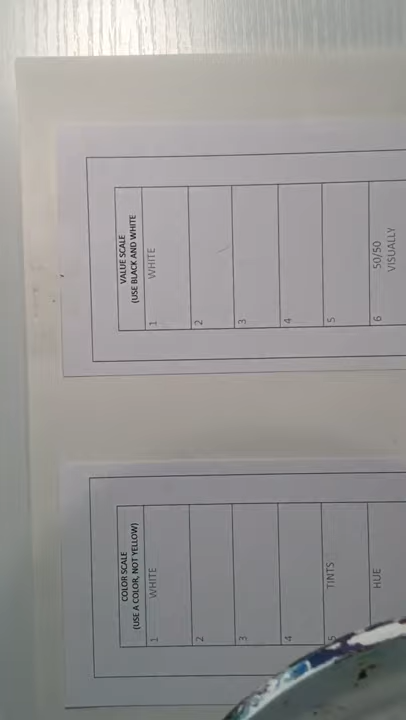 VALUE SCALE
(USE BLACK AND WHITE
1 WHITE
2
3
4
5
6 50/50
VISUALLY
COLOR SCALE
(USE A COLOR, NOT YELLOW)
1 WHITE
2
3
4
5 TINTS
HUE